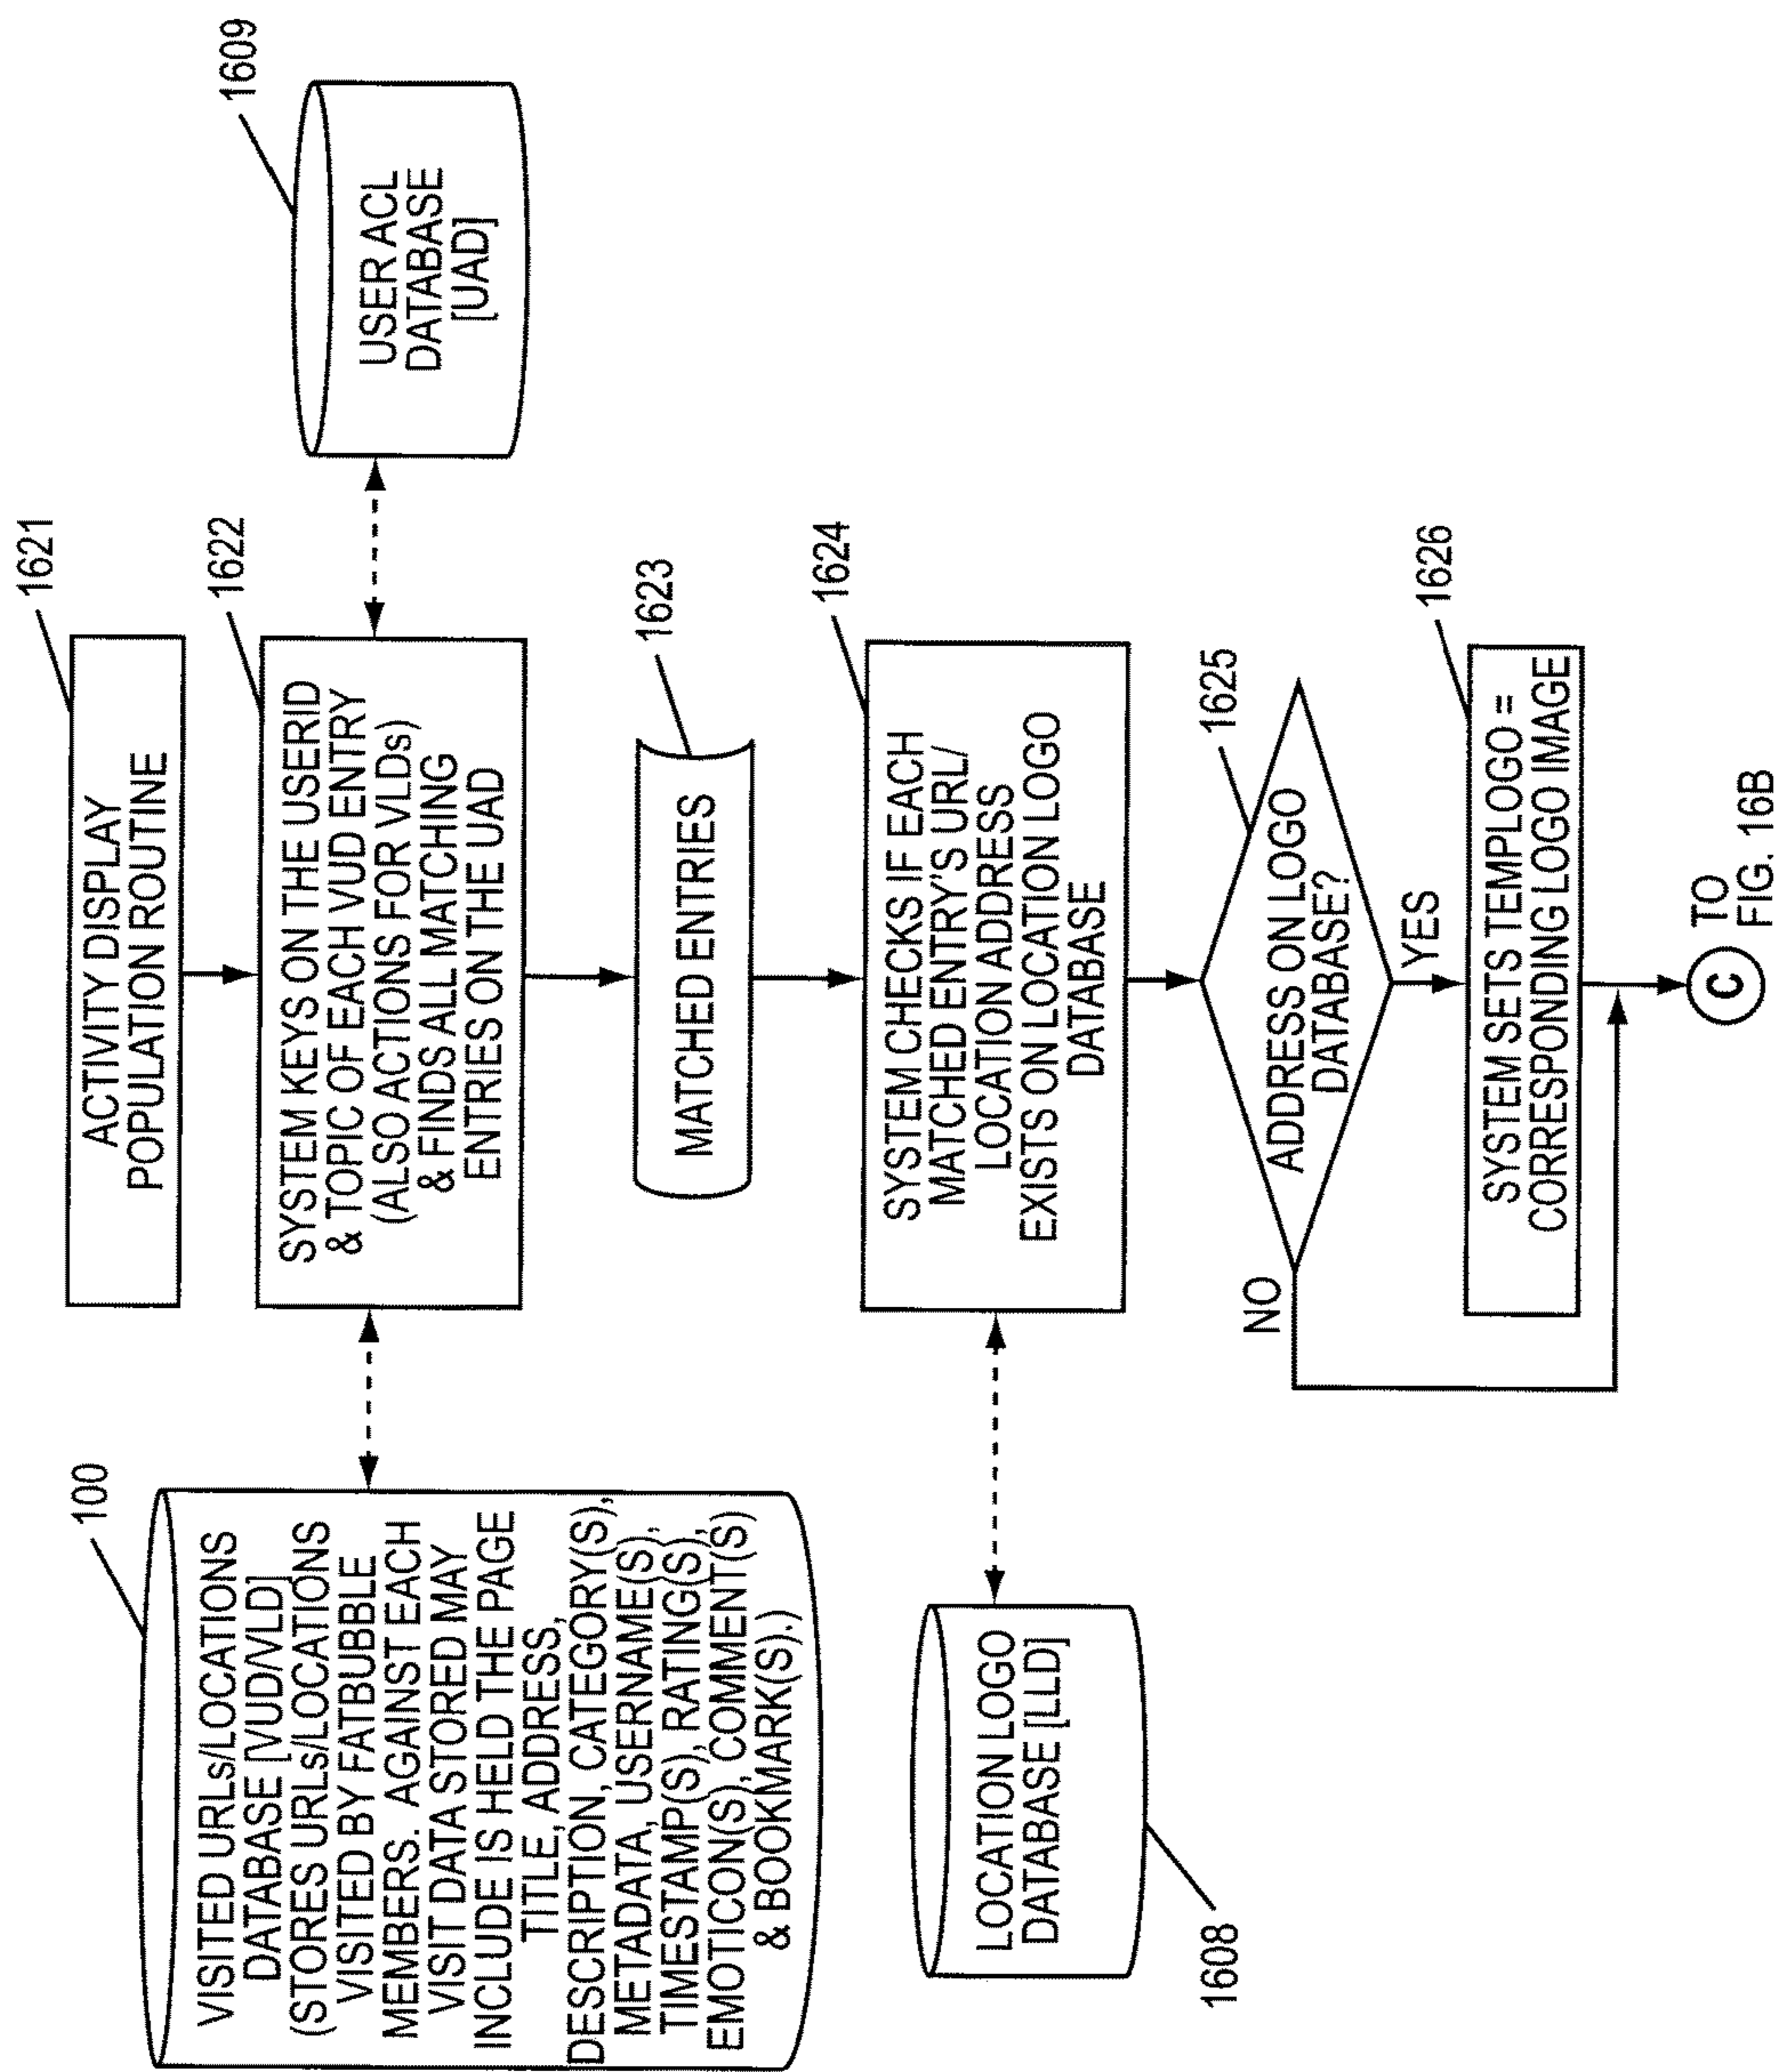 1621
ACTIVITY DISPLAY
POPULATION ROUTINE
100
VISITED URLs/LOCATIONS
DATABASE [VUD/VLD]
(STORES URLs/LOCATIONS
VISITED BY FATBUBBLE
MEMBERS. AGAINST EACH
VISIT DATA STORED MAY
INCLUDE IS HELD THE PAGE
TITLE, ADDRESS,
DESCRIPTION, CATEGORY(S),
METADATA, USERNAME(S),
TIMESTAMP(S), RATING(S),
EMOTICON(S), COMMENT(S)
& BOOKMARK(S).)
1622
SYSTEM KEYS ON THE USERID
& TOPIC OF EACH VUD ENTRY
(ALSO ACTIONS FOR VLDs)
& FINDS ALL MATCHING
ENTRIES ON THE UAD
1609
USER ACL
DATABASE
[UAD]
1623
MATCHED ENTRIES
1624
SYSTEM CHECKS IF EACH
MATCHED ENTRY'S URL/
LOCATION ADDRESS
EXISTS ON LOCATION LOGO
DATABASE
LOCATION LOGO
DATABASE [LLD]
1608
1625
ADDRESS ON LOGO
DATABASE?
NO
YES
1626
SYSTEM SETS TEMPLOGO =
CORRESPONDING LOGO IMAGE
C
TO
FIG. 16B